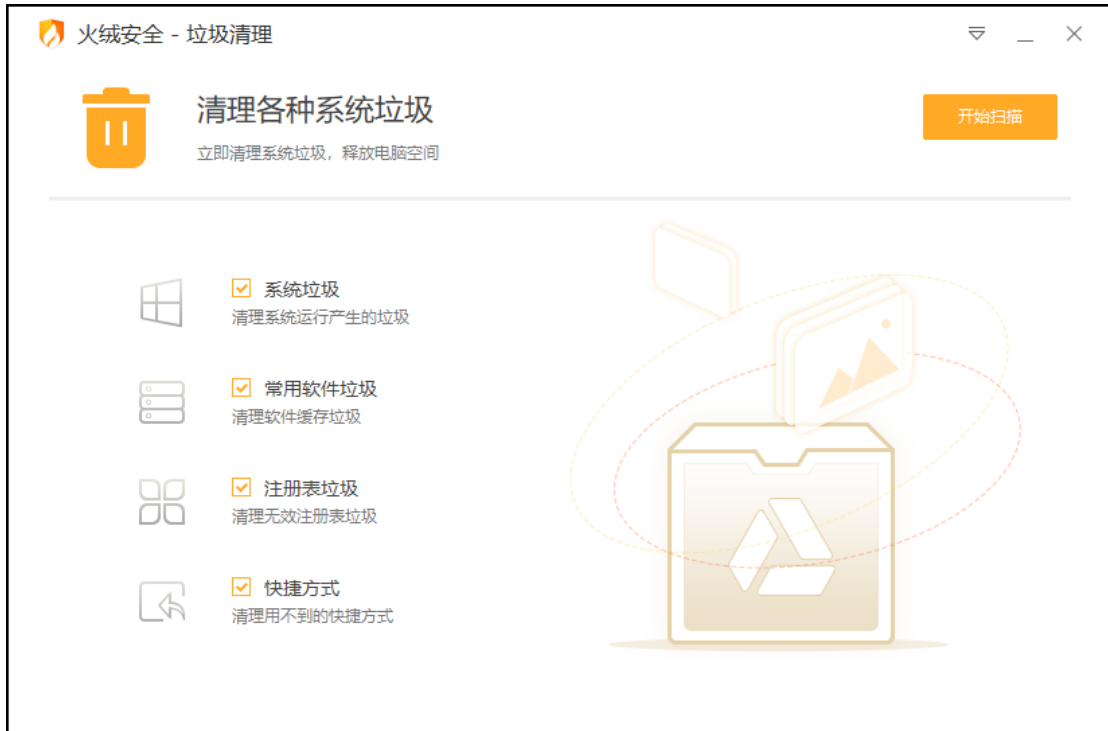 火绒安全 - 垃圾清理
清理各种系统垃圾
立即清理系统垃圾，释放电脑空间
开始扫描
系统垃圾
清理系统运行产生的垃圾
常用软件垃圾
清理软件缓存垃圾
注册表垃圾
清理无效注册表垃圾
快捷方式
清理用不到的快捷方式